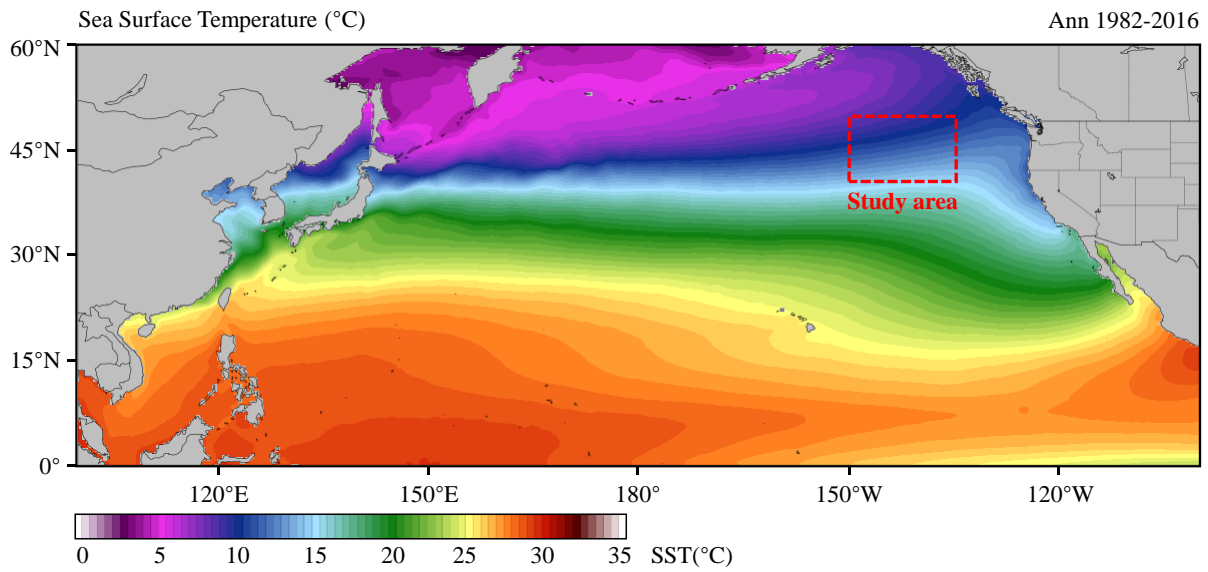 Sea Surface Temperature (°C) Ann 1982-2016
60°N
45°N
Study area
30°N
15°N
0°
120°E 150°E 180° 150°W 120°W
0 5 10 15 20 25 30 35 SST(°C)